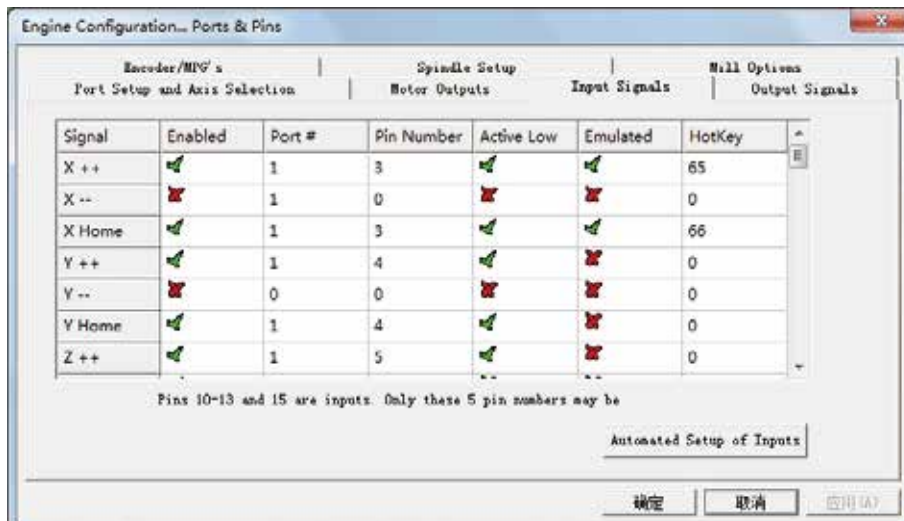 Engine Configuration... Ports & Pins
Encoder/MPG's Spindle Setup Mill Options
Port Setup and Axis Selection Motor Outputs Input Signals Output Signals
Signal Enabled Port # Pin Number Active Low Emulated HotKey
X ++ 1 3 65
X -- 1 0 0
X Home 1 3 66
Y ++ 1 4 0
Y -- 0 0 0
Y Home 1 4 0
Z ++ 1 5 0
Pins 10-13 and 15 are inputs. Only these 5 pin numbers may be
Automated Setup of Inputs
确定 取消 应用(A)